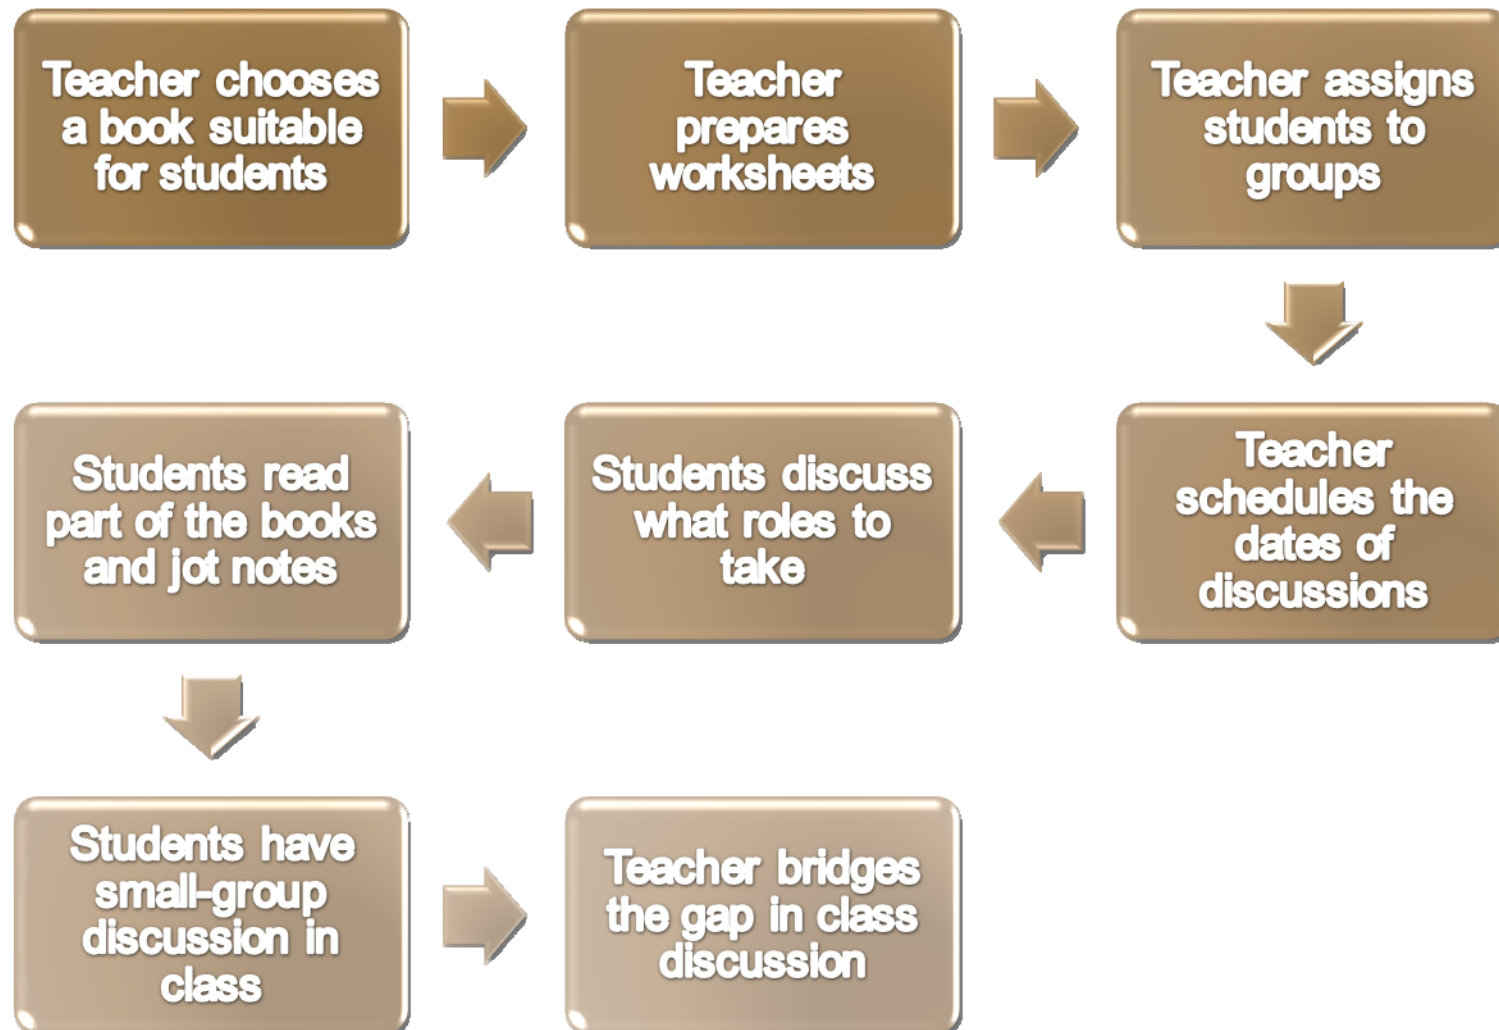 Teacher chooses
a book suitable
for students
Teacher
prepares
worksheets
Teacher assigns
students to
groups
Teacher
schedules the
dates of
discussions
Students discuss
what roles to
take
Students read
part of the books
and jot notes
Students have
small-group
discussion in
class
Teacher bridges
the gap in class
discussion